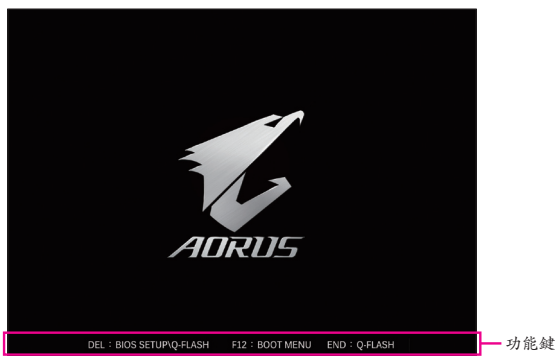 AORUS
DEL : BIOS SETUP\Q-FLASH F12 : BOOT MENU END : Q-FLASH
功能鍵